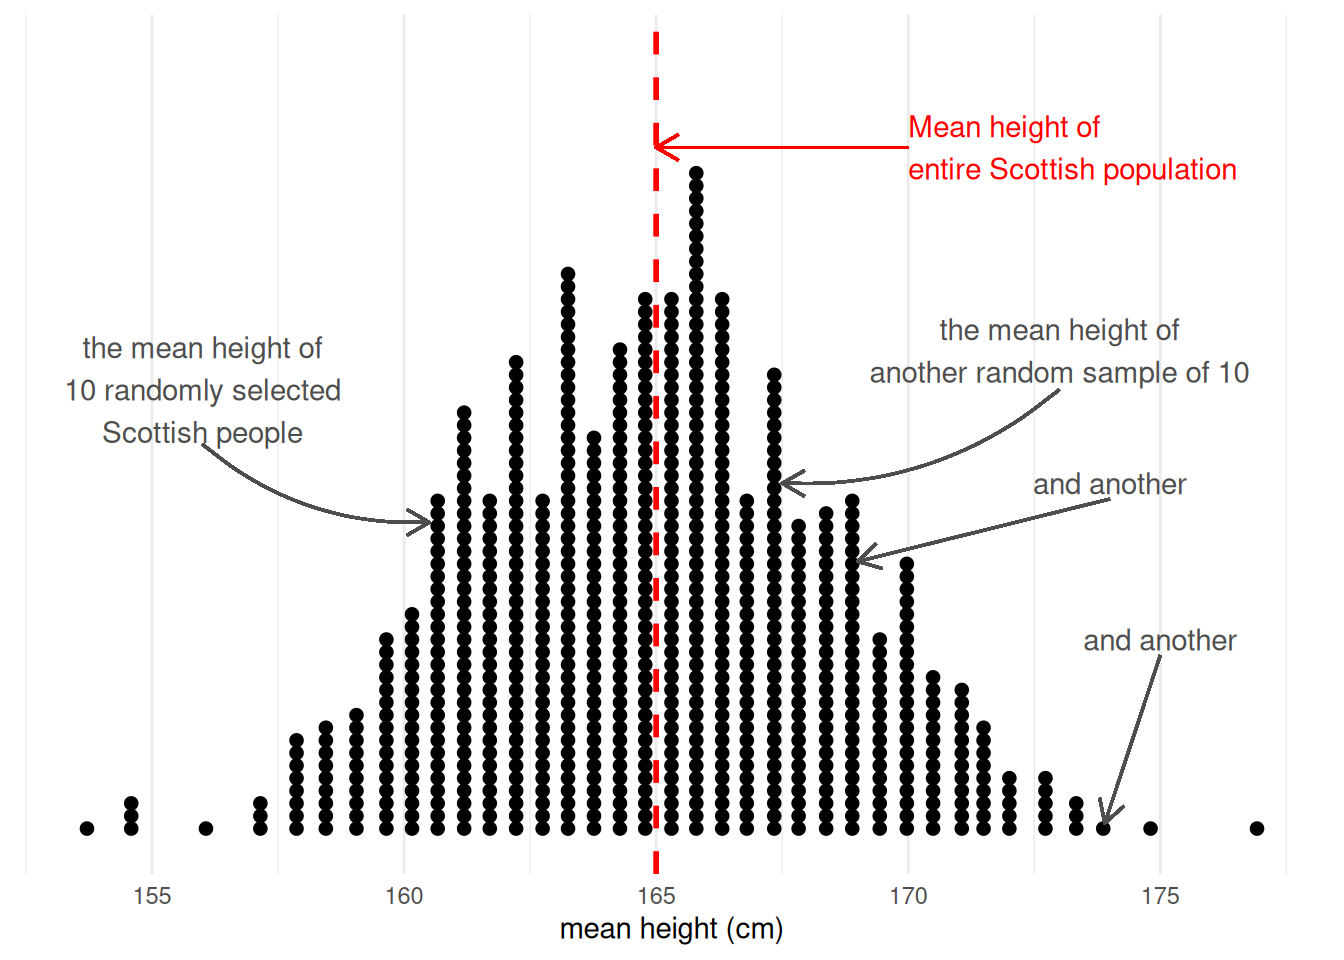 Mean height of
entire Scottish population
the mean height of
10 randomly selected
Scottish people
the mean height of
another random sample of 10
and another
and another
155
160
165
170
175
mean height (cm)